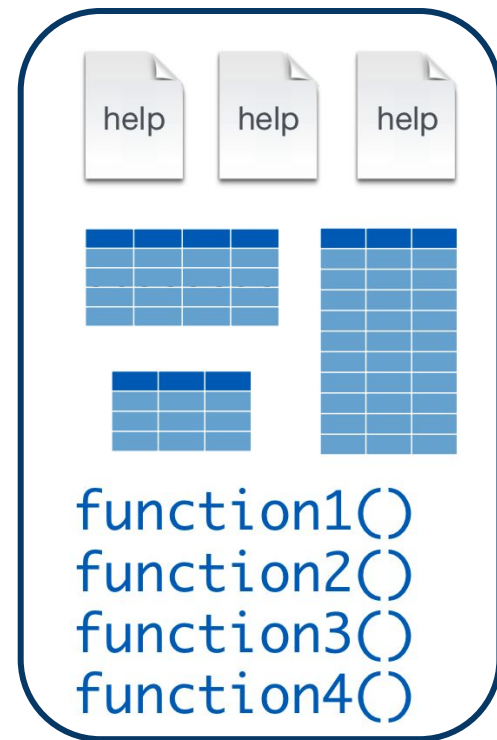 help help help
function1()
function2()
function3()
function4()